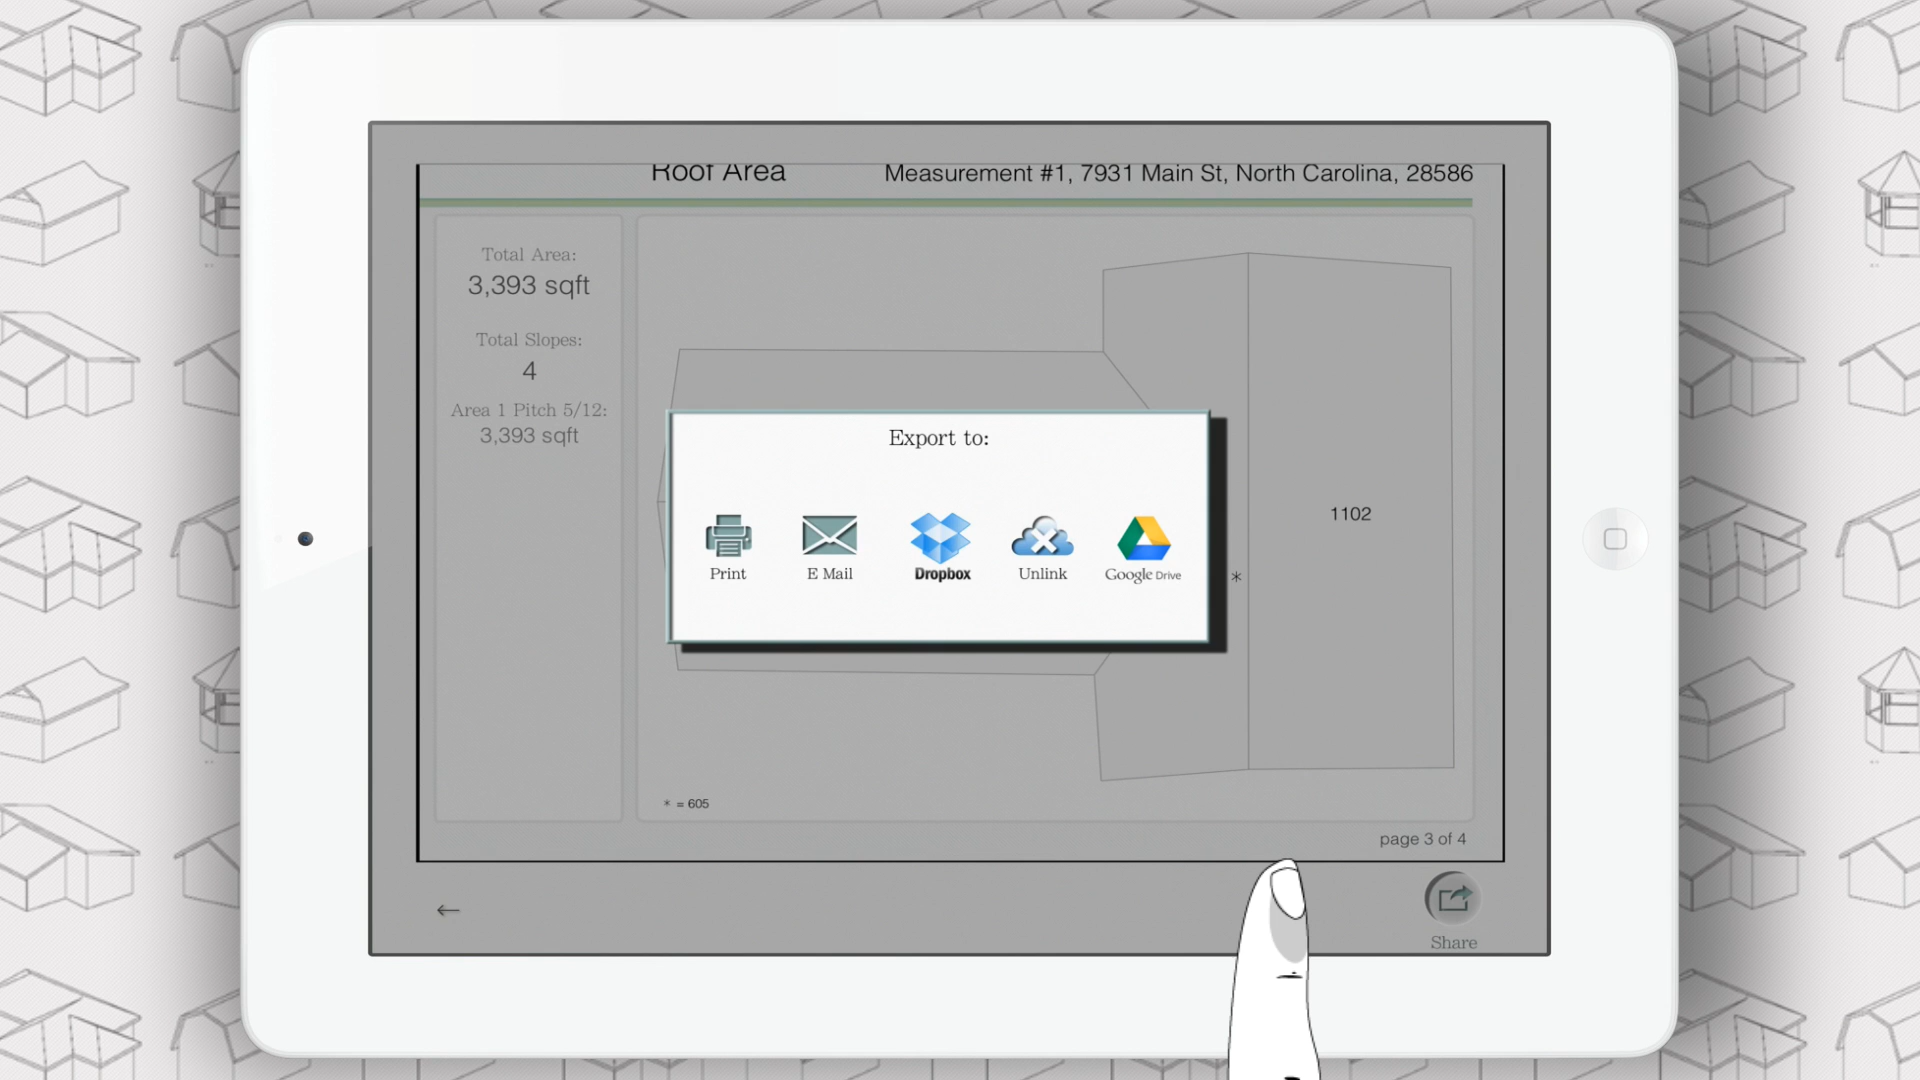 Roof Area
Measurement #1, 7931 Main St, North Carolina, 28586
Total Area:
3,393 sqft
Total Slopes:
4
Area 1 Pitch 5/12:
3,393 sqft
Export to:
Print
E Mail
Dropbox
Unlink
Google Drive
1102
*
* = 605
page 3 of 4
Share